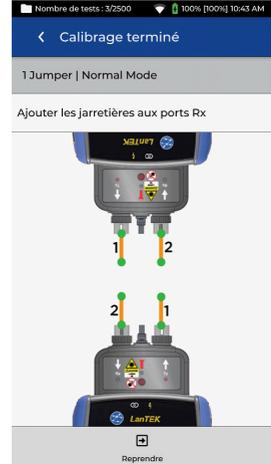 Nombre de tests : 3/2500 100% [100%] 10:43 AM
Calibrage terminé
1 Jumper | Normal Mode
Ajouter les jarretières aux ports Rx
LanTEK
1 2
2 1
LanTEK
Reprendre